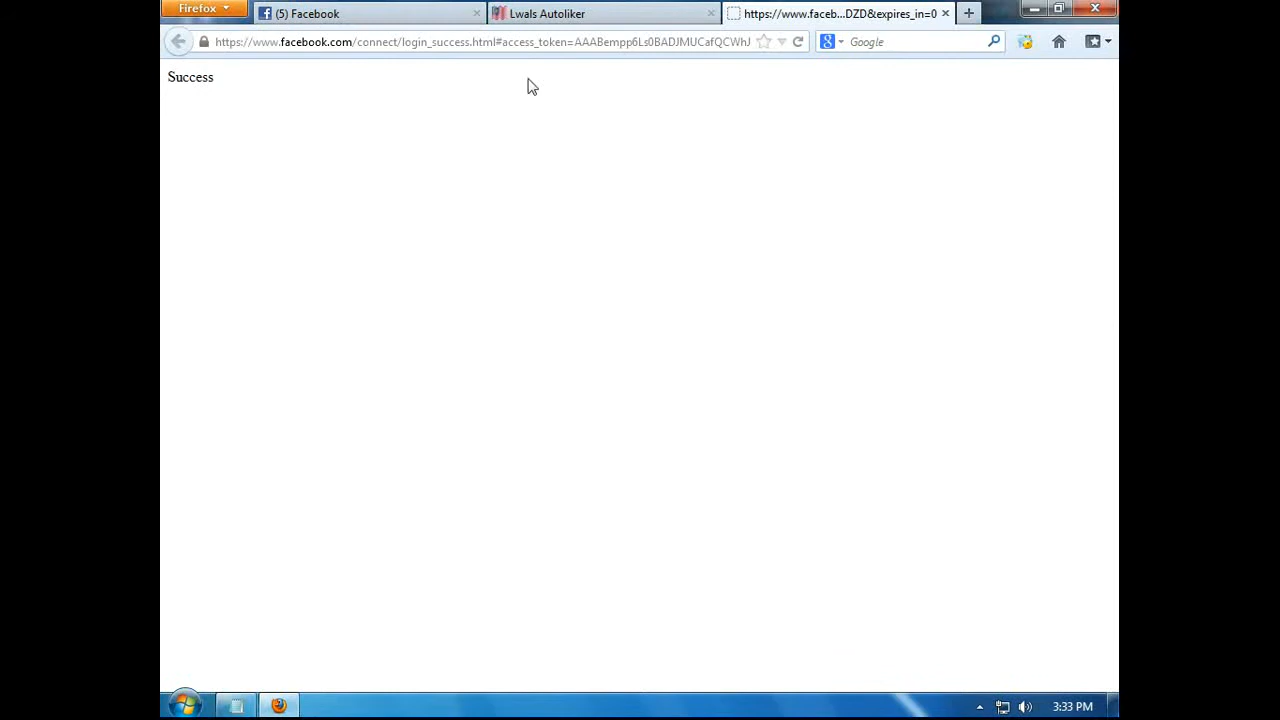 Firefox
(5) Facebook
Lwals Autoliker
https://www.faceb...DZD&expires_in=0
https://www.facebook.com/connect/login_success.html#access_token=AAABempp6Ls0BADJMUCafQCWhJ
Google
Success
3:33 PM